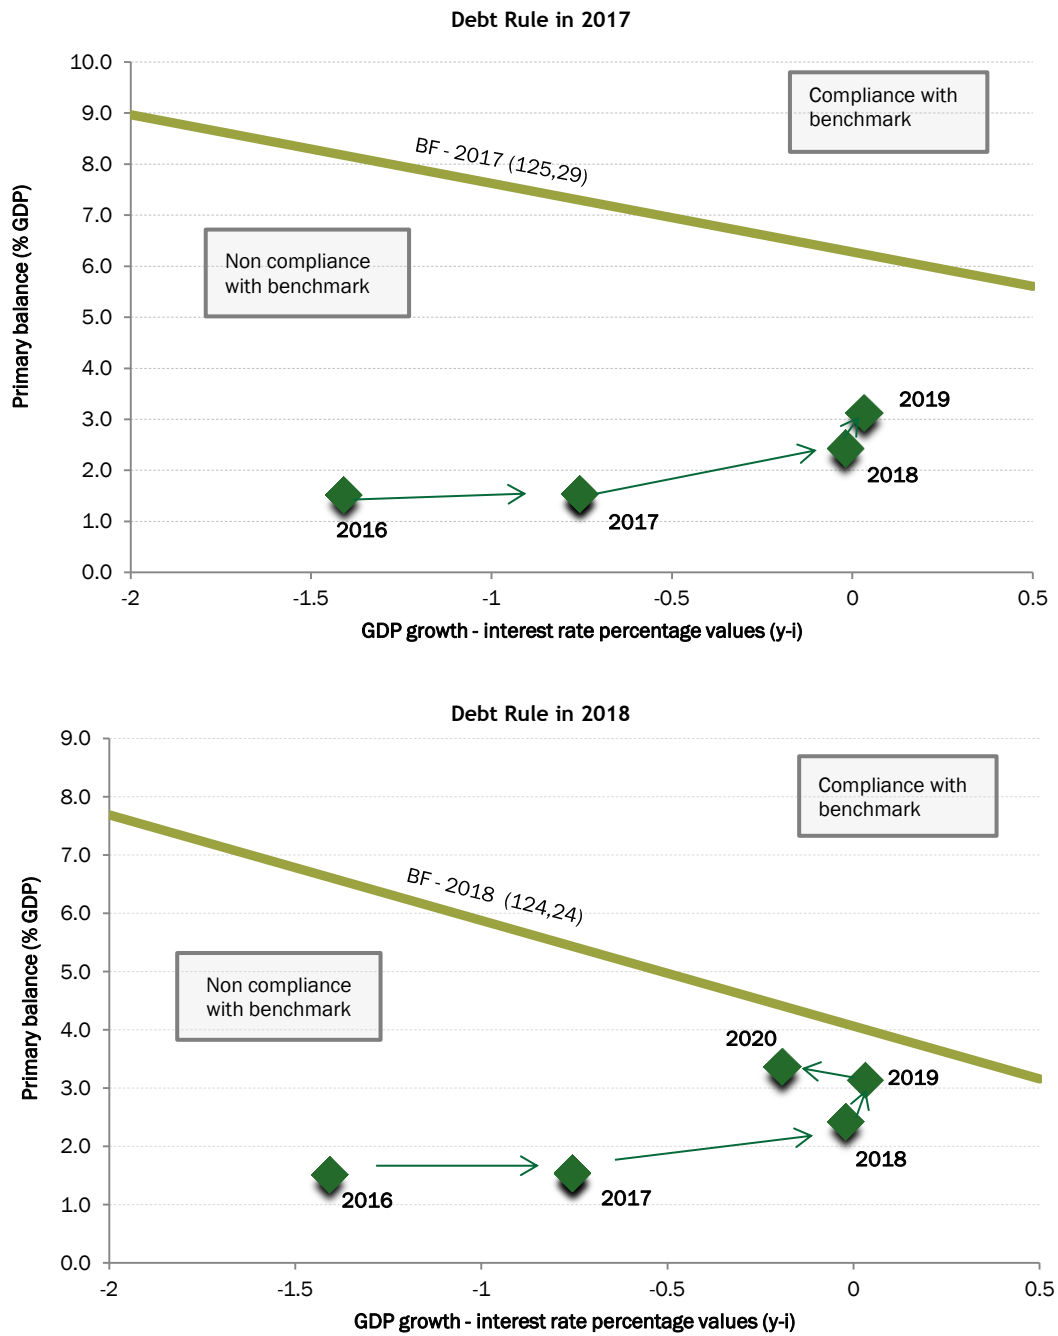 Debt Rule in 2017
Primary balance (% GDP)
10.0
9.0
8.0
7.0
6.0
5.0
4.0
3.0
2.0
1.0
0.0
Compliance with
benchmark
BF - 2017 (125,29)
Non compliance
with benchmark
2019
2018
2016
2017
-2
-1.5
-1
-0.5
0
0.5
GDP growth - interest rate percentage values (y-i)
Debt Rule in 2018
Primary balance (% GDP)
9.0
8.0
7.0
6.0
5.0
4.0
3.0
2.0
1.0
0.0
Compliance with
benchmark
BF - 2018 (124,24)
Non compliance
with benchmark
2020
2019
2018
2016
2017
-2
-1.5
-1
-0.5
0
0.5
GDP growth - interest rate percentage values (y-i)